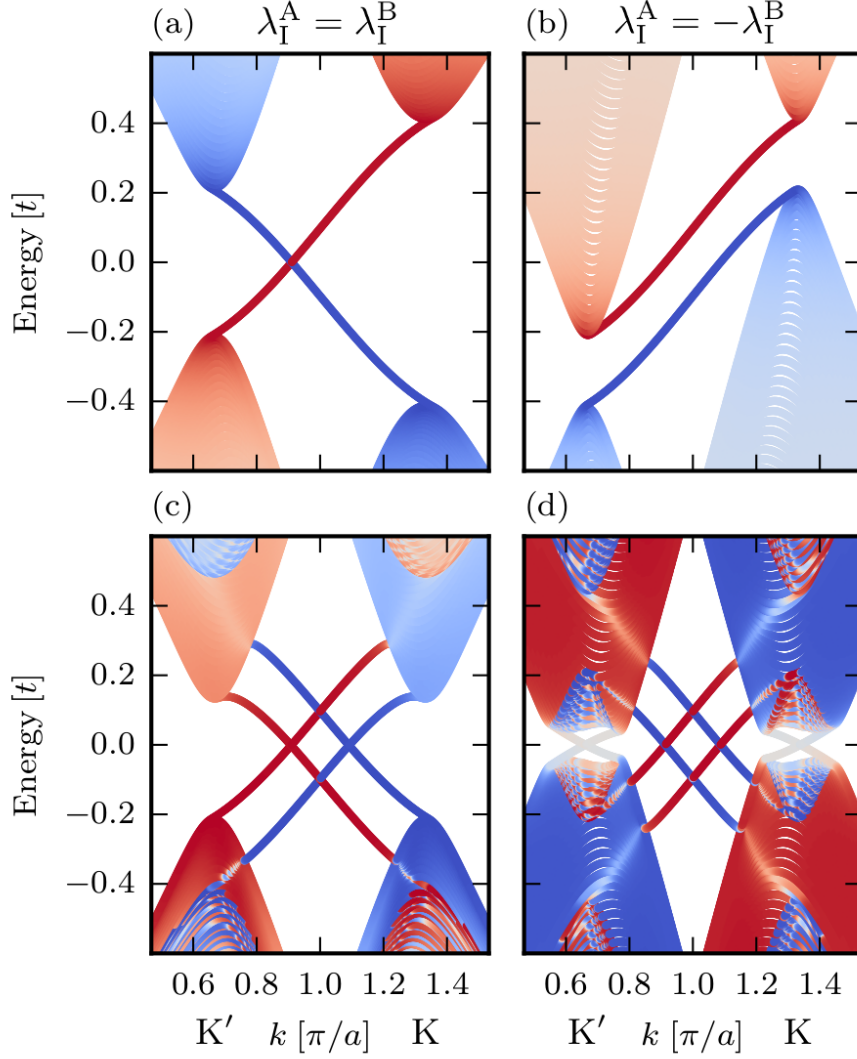 (a) λ_I^A = λ_I^B
(b) λ_I^A = −λ_I^B
Energy [t]
0.4
0.2
0.0
−0.2
−0.4
(c)
(d)
Energy [t]
0.4
0.2
0.0
−0.2
−0.4
0.6 0.8 1.0 1.2 1.4
0.6 0.8 1.0 1.2 1.4
K′ k [π/a] K
K′ k [π/a] K